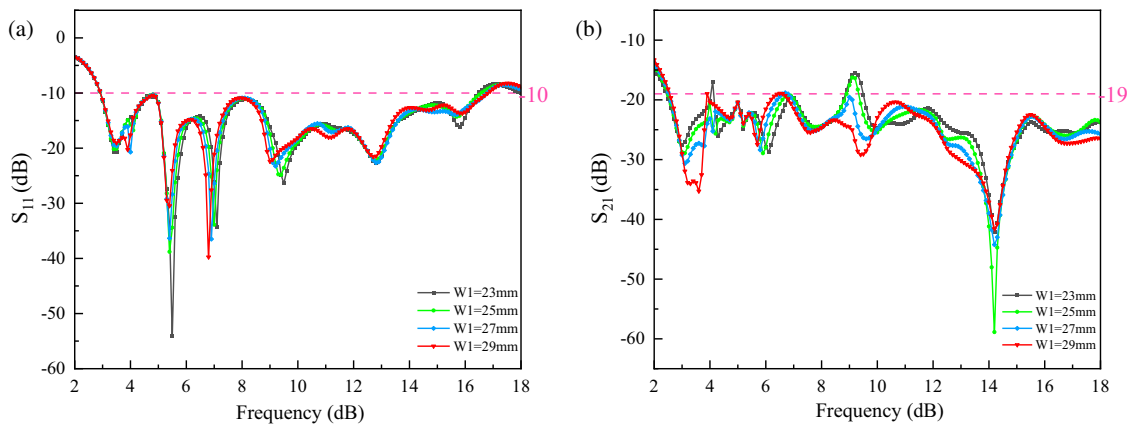 (a)
0
-10
-20
-30
-40
-50
-60
S11 (dB)
-10
W1=23mm
W1=25mm
W1=27mm
W1=29mm
2 4 6 8 10 12 14 16 18
Frequency (dB)
(b)
-10
-20
-30
-40
-50
-60
S21 (dB)
-19
W1=23mm
W1=25mm
W1=27mm
W1=29mm
2 4 6 8 10 12 14 16 18
Frequency (dB)